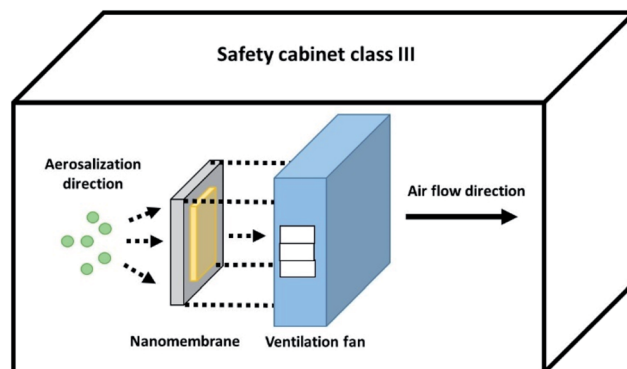 Safety cabinet class III
Aerosalization
direction
Air flow direction
Nanomembrane
Ventilation fan